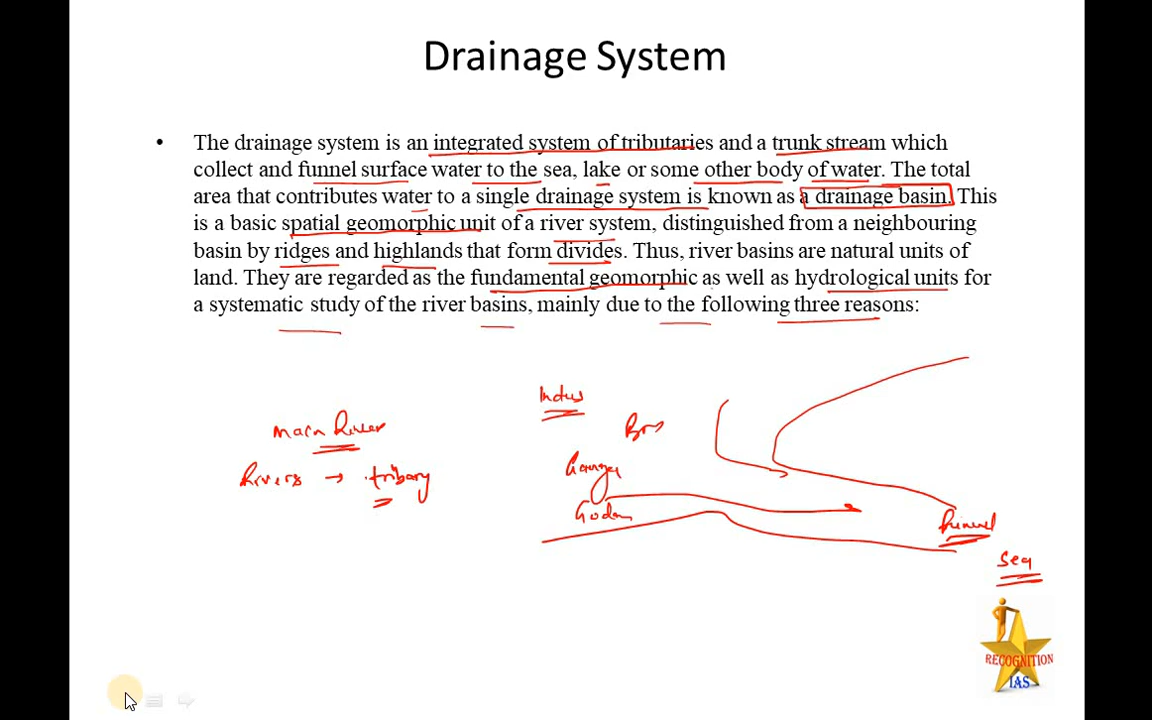 Drainage System
• The drainage system is an integrated system of tributaries and a trunk stream which
collect and funnel surface water to the sea, lake or some other body of water. The total
area that contributes water to a single drainage system is known as a drainage basin. This
is a basic spatial geomorphic unit of a river system, distinguished from a neighbouring
basin by ridges and highlands that form divides. Thus, river basins are natural units of
land. They are regarded as the fundamental geomorphic as well as hydrological units for
a systematic study of the river basins, mainly due to the following three reasons:
Indus
Main River
Rivers → tribary
Sea
RECOGNITION
IAS